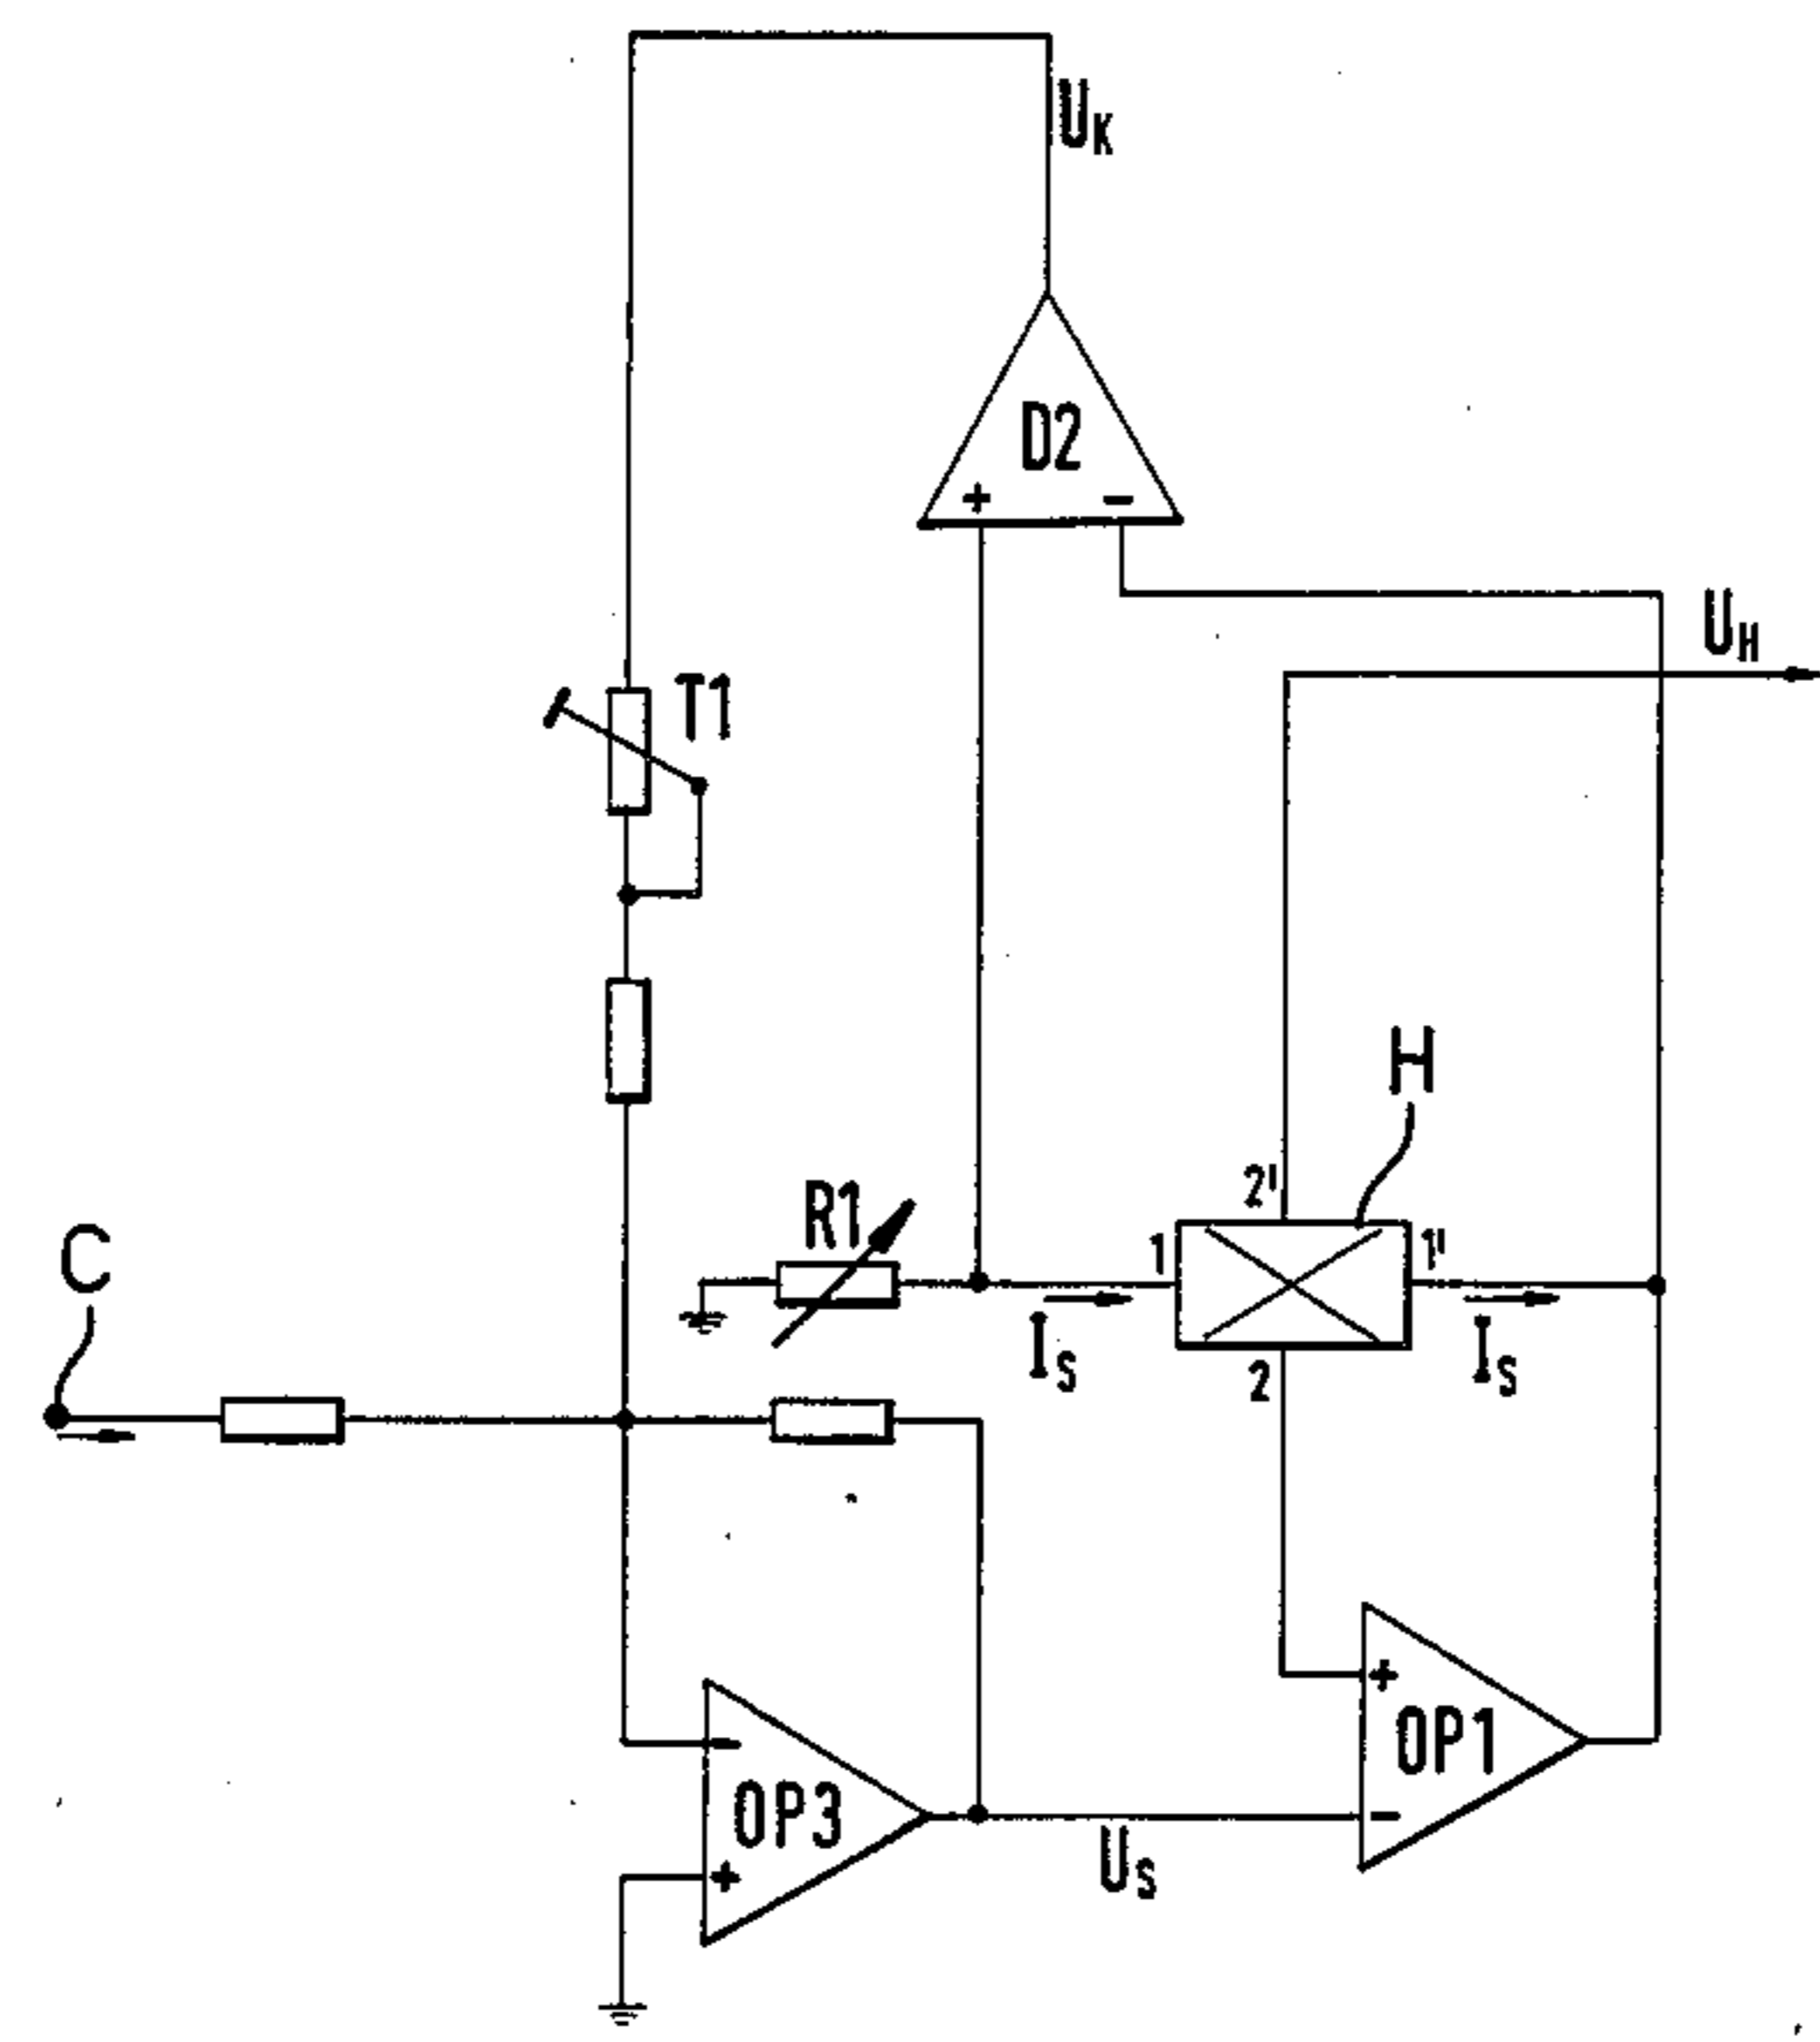 U_K
D2
+ −
U_H
T1
H
2'
R1
1 1'
C
I_S I_S
2
+
OP1
−
−
OP3
+
U_S